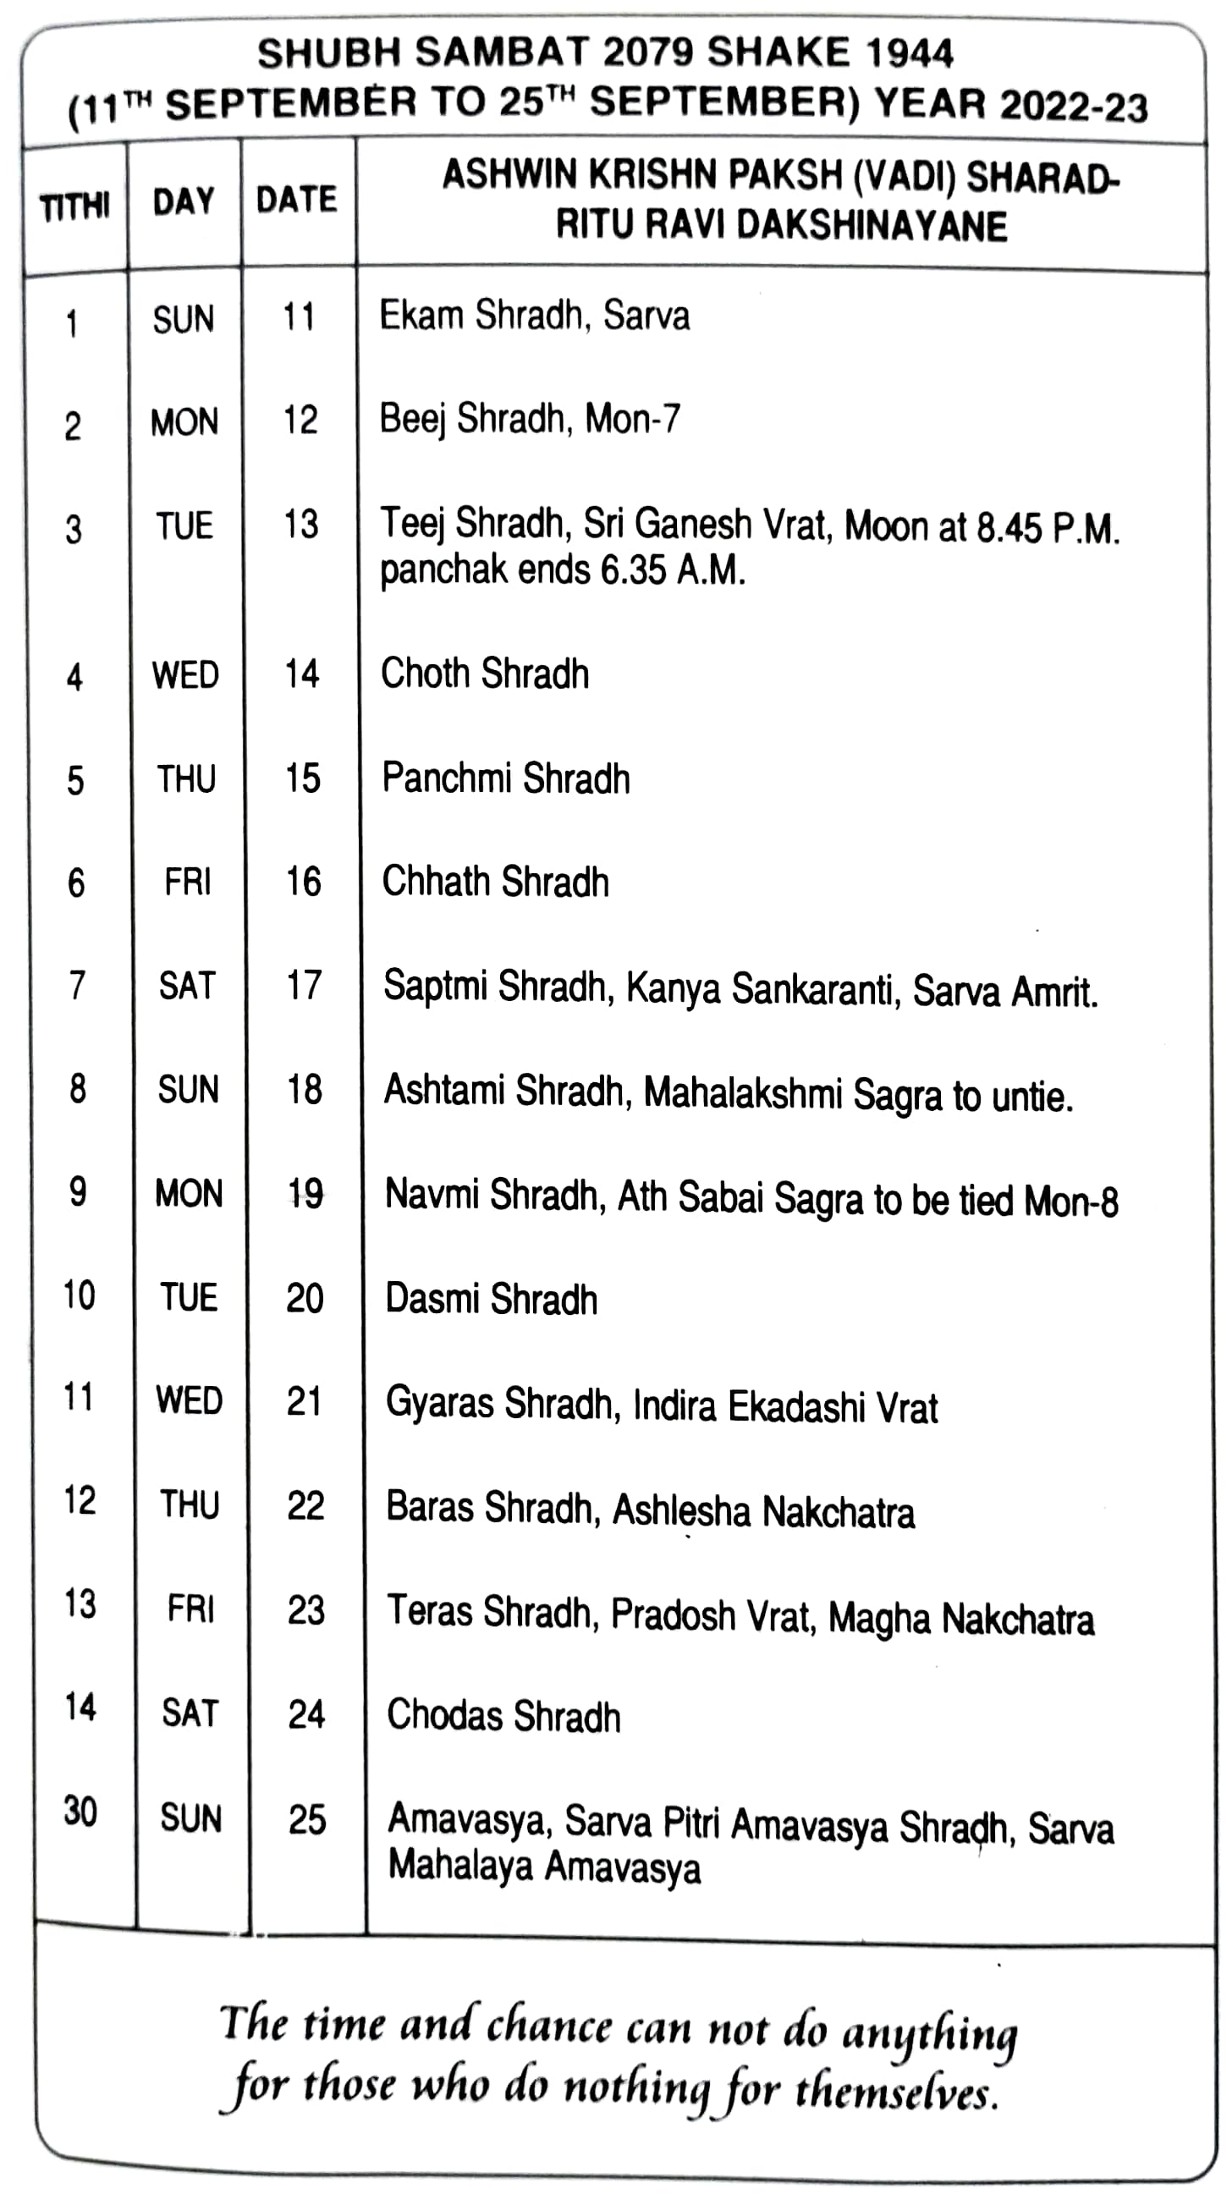 SHUBH SAMBAT 2079 SHAKE 1944
(11TH SEPTEMBER TO 25TH SEPTEMBER) YEAR 2022-23
TITHI DAY DATE ASHWIN KRISHN PAKSH (VADI) SHARAD-
RITU RAVI DAKSHINAYANE
1 SUN 11 Ekam Shradh, Sarva
2 MON 12 Beej Shradh, Mon-7
3 TUE 13 Teej Shradh, Sri Ganesh Vrat, Moon at 8.45 P.M.
panchak ends 6.35 A.M.
4 WED 14 Choth Shradh
5 THU 15 Panchmi Shradh
6 FRI 16 Chhath Shradh
7 SAT 17 Saptmi Shradh, Kanya Sankaranti, Sarva Amrit.
8 SUN 18 Ashtami Shradh, Mahalakshmi Sagra to untie.
9 MON 19 Navmi Shradh, Ath Sabai Sagra to be tied Mon-8
10 TUE 20 Dasmi Shradh
11 WED 21 Gyaras Shradh, Indira Ekadashi Vrat
12 THU 22 Baras Shradh, Ashlesha Nakchatra
13 FRI 23 Teras Shradh, Pradosh Vrat, Magha Nakchatra
14 SAT 24 Chodas Shradh
30 SUN 25 Amavasya, Sarva Pitri Amavasya Shradh, Sarva
Mahalaya Amavasya
The time and chance can not do anything
for those who do nothing for themselves.